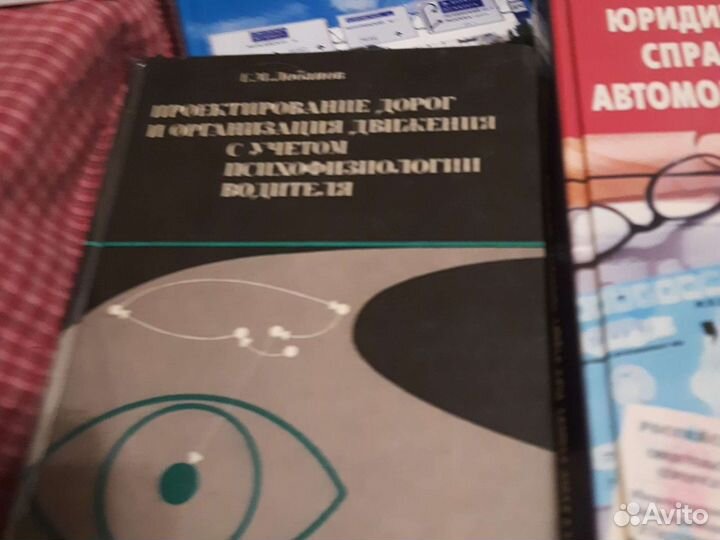 Е.М.Лобанов
ПРОЕКТИРОВАНИЕ ДОРОГ
И ОРГАНИЗАЦИЯ ДВИЖЕНИЯ
С УЧЕТОМ
ПСИХОФИЗИОЛОГИИ
ВОДИТЕЛЯ
ЮРИДИ
СПРА
АВТОМО
Avito